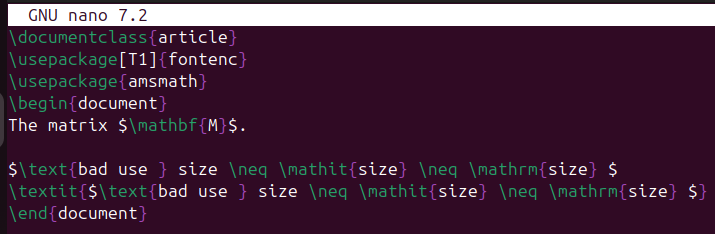 GNU nano 7.2
\documentclass{article}
\usepackage[T1]{fontenc}
\usepackage{amsmath}
\begin{document}
The matrix $\mathbf{M}$.

$\text{bad use } size \neq \mathit{size} \neq \mathrm{size} $
\textit{$\text{bad use } size \neq \mathit{size} \neq \mathrm{size} $}
\end{document}